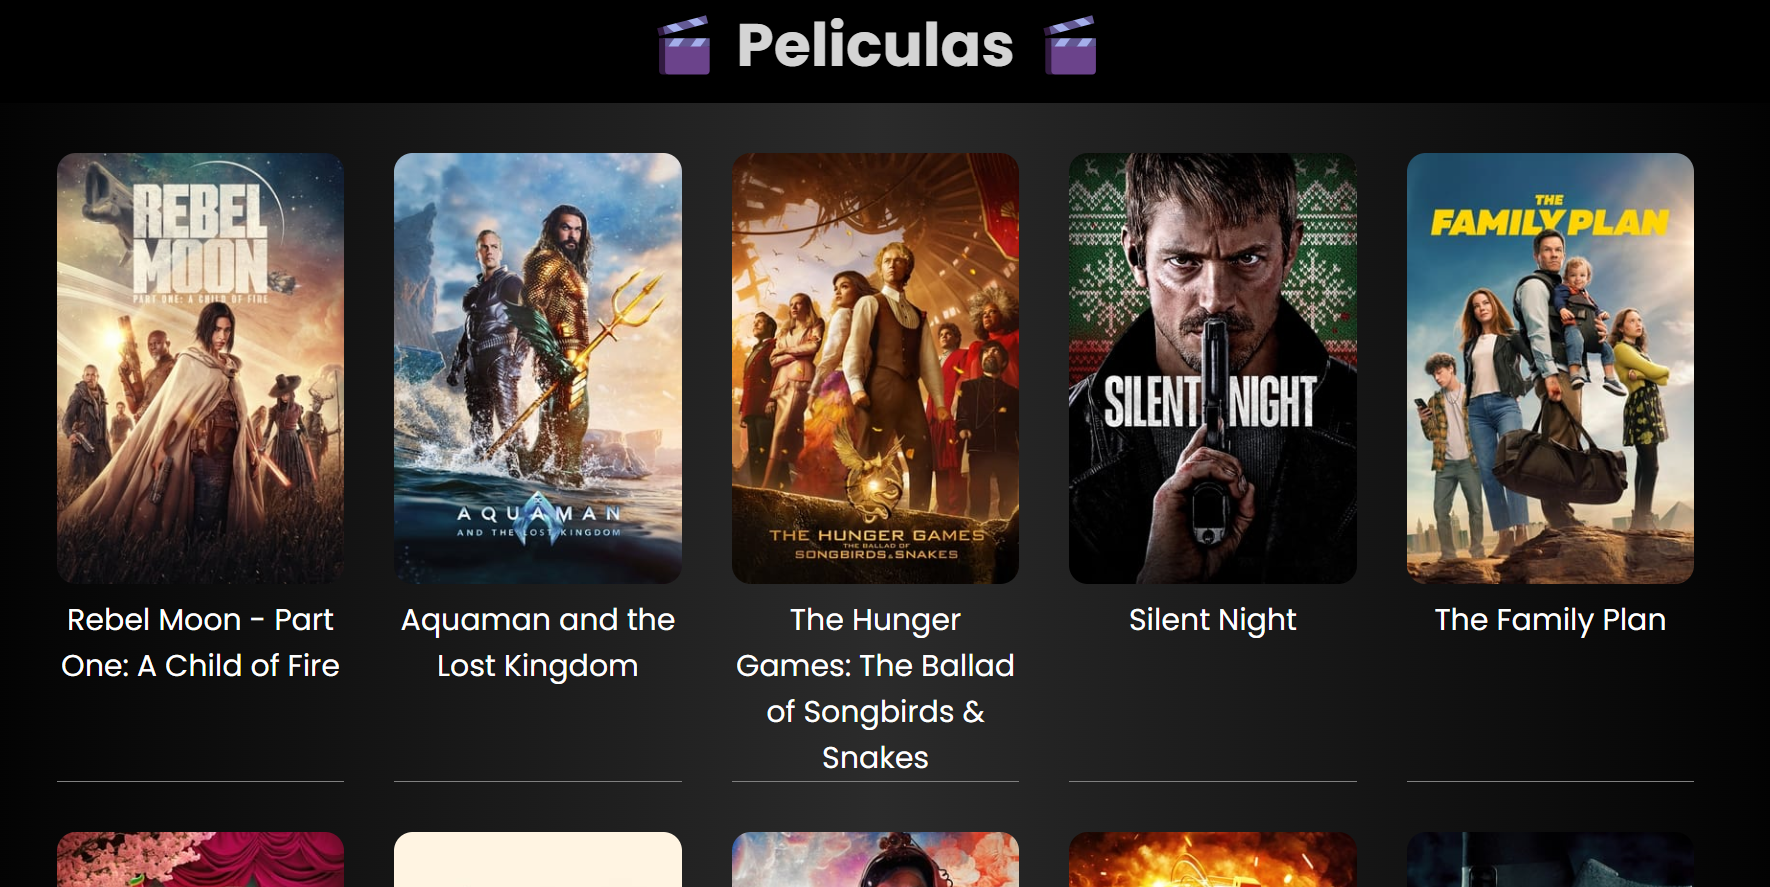 Peliculas
REBEL
MOON
PART ONE: A CHILD OF FIRE
AQUAMAN
AND THE LOST KINGDOM
THE HUNGER GAMES
THE BALLAD OF
SONGBIRDS & SNAKES
SILENT NIGHT
THE
FAMILY PLAN
Rebel Moon - Part
One: A Child of Fire
Aquaman and the
Lost Kingdom
The Hunger
Games: The Ballad
of Songbirds &
Snakes
Silent Night
The Family Plan